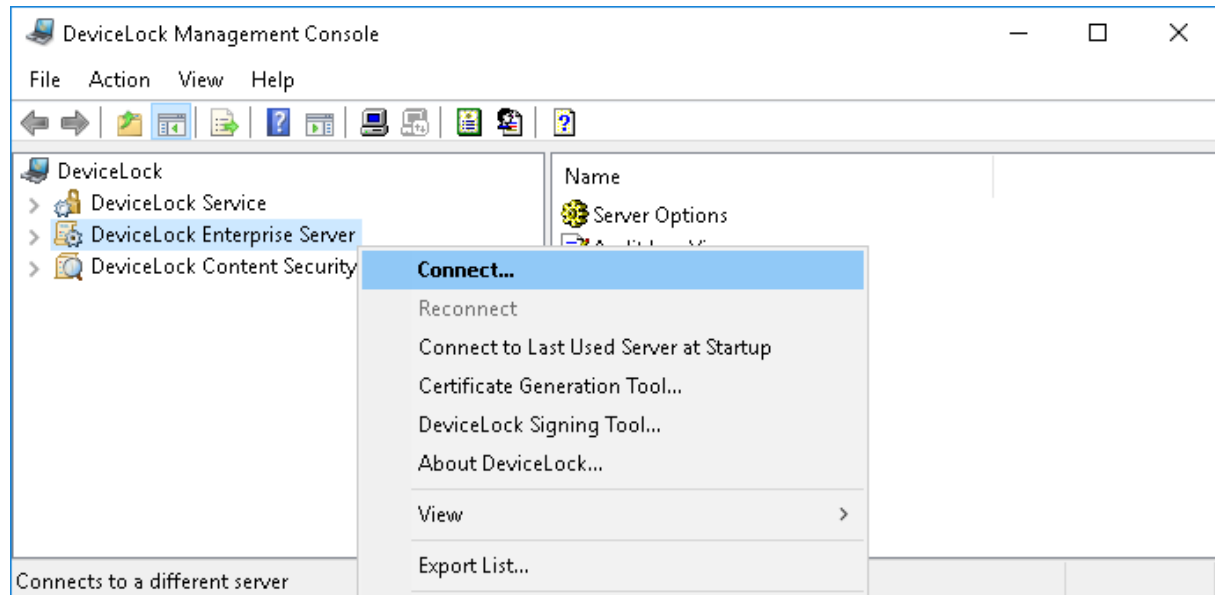 DeviceLock Management Console
File Action View Help
DeviceLock
DeviceLock Service
DeviceLock Enterprise Server
DeviceLock Content Security
Name
Server Options
Connect...
Reconnect
Connect to Last Used Server at Startup
Certificate Generation Tool...
DeviceLock Signing Tool...
About DeviceLock...
View
Export List...
Connects to a different server